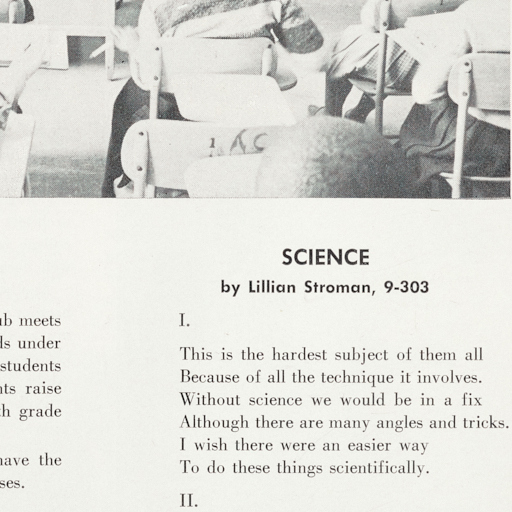 1 AC
ub meets
ds under
students
nts raise
th grade
have the
ses.
SCIENCE
by Lillian Stroman, 9-303
I.
This is the hardest subject of them all
Because of all the technique it involves.
Without science we would be in a fix
Although there are many angles and tricks.
I wish there were an easier way
To do these things scientifically.
II.